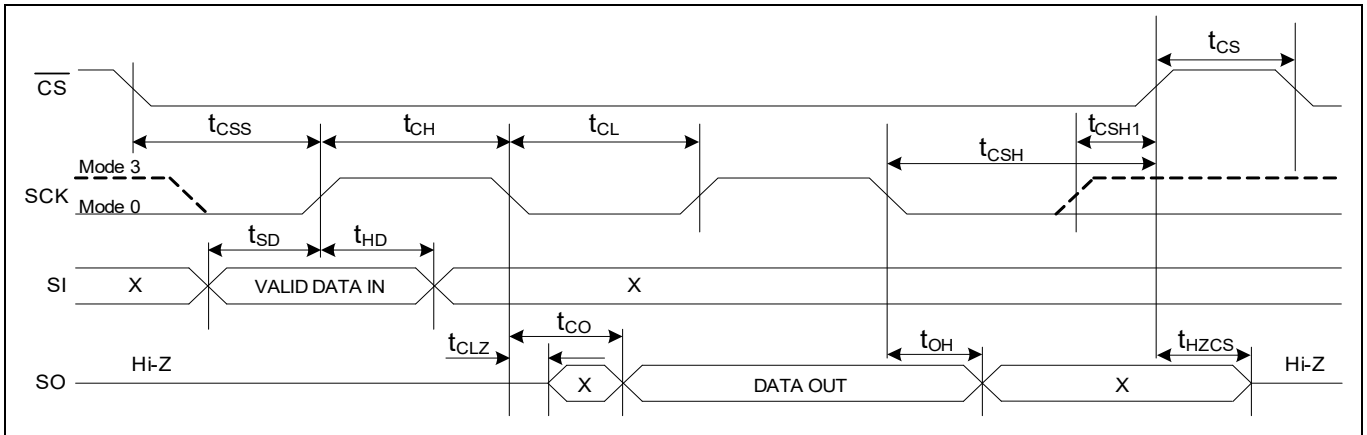 tCS
CS
tCSS tCH tCL tCSH1
tCSH
Mode 3
SCK
Mode 0
tSD tHD
SI X VALID DATA IN X
tCO
tCLZ tOH tHZCS
Hi-Z Hi-Z
SO X DATA OUT X